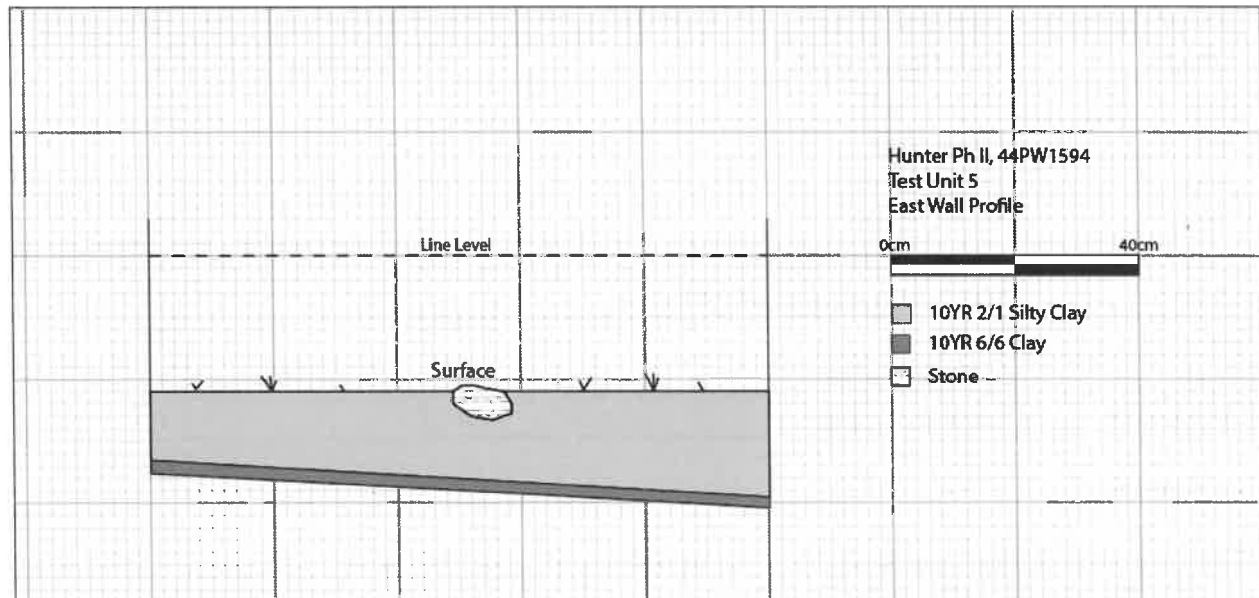 Hunter Ph II, 44PW1594
Test Unit 5
East Wall Profile
Line Level
0cm 40cm
10YR 2/1 Silty Clay
10YR 6/6 Clay
Surface
Stone